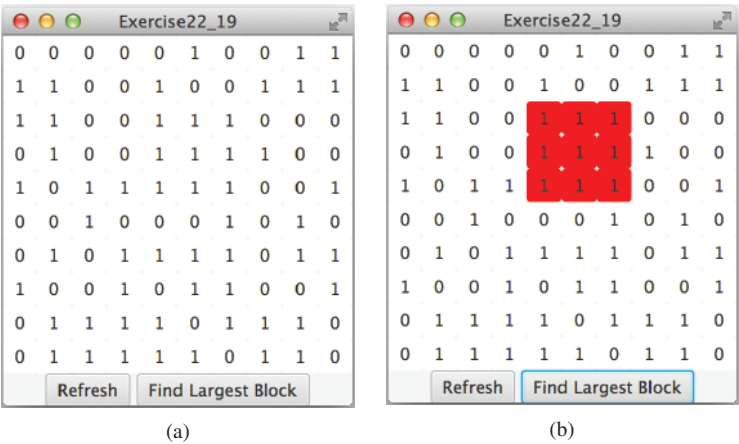 Exercise22_19
0 0 0 0 0 1 0 0 1 1
1 1 0 0 1 0 0 1 1 1
1 1 0 0 1 1 1 0 0 0
0 1 0 0 1 1 1 1 0 0
1 0 1 1 1 1 1 0 0 1
0 0 1 0 0 0 1 0 1 0
0 1 0 1 1 1 1 0 1 1
1 0 0 1 0 1 1 0 0 1
0 1 1 1 1 0 1 1 1 0
0 1 1 1 1 1 0 1 1 0
Refresh Find Largest Block
(a)
Exercise22_19
0 0 0 0 0 1 0 0 1 1
1 1 0 0 1 0 0 1 1 1
1 1 0 0 1 1 1 0 0 0
0 1 0 0 1 1 1 1 0 0
1 0 1 1 1 1 1 0 0 1
0 0 1 0 0 0 1 0 1 0
0 1 0 1 1 1 1 0 1 1
1 0 0 1 0 1 1 0 0 1
0 1 1 1 1 0 1 1 1 0
0 1 1 1 1 1 0 1 1 0
Refresh Find Largest Block
(b)